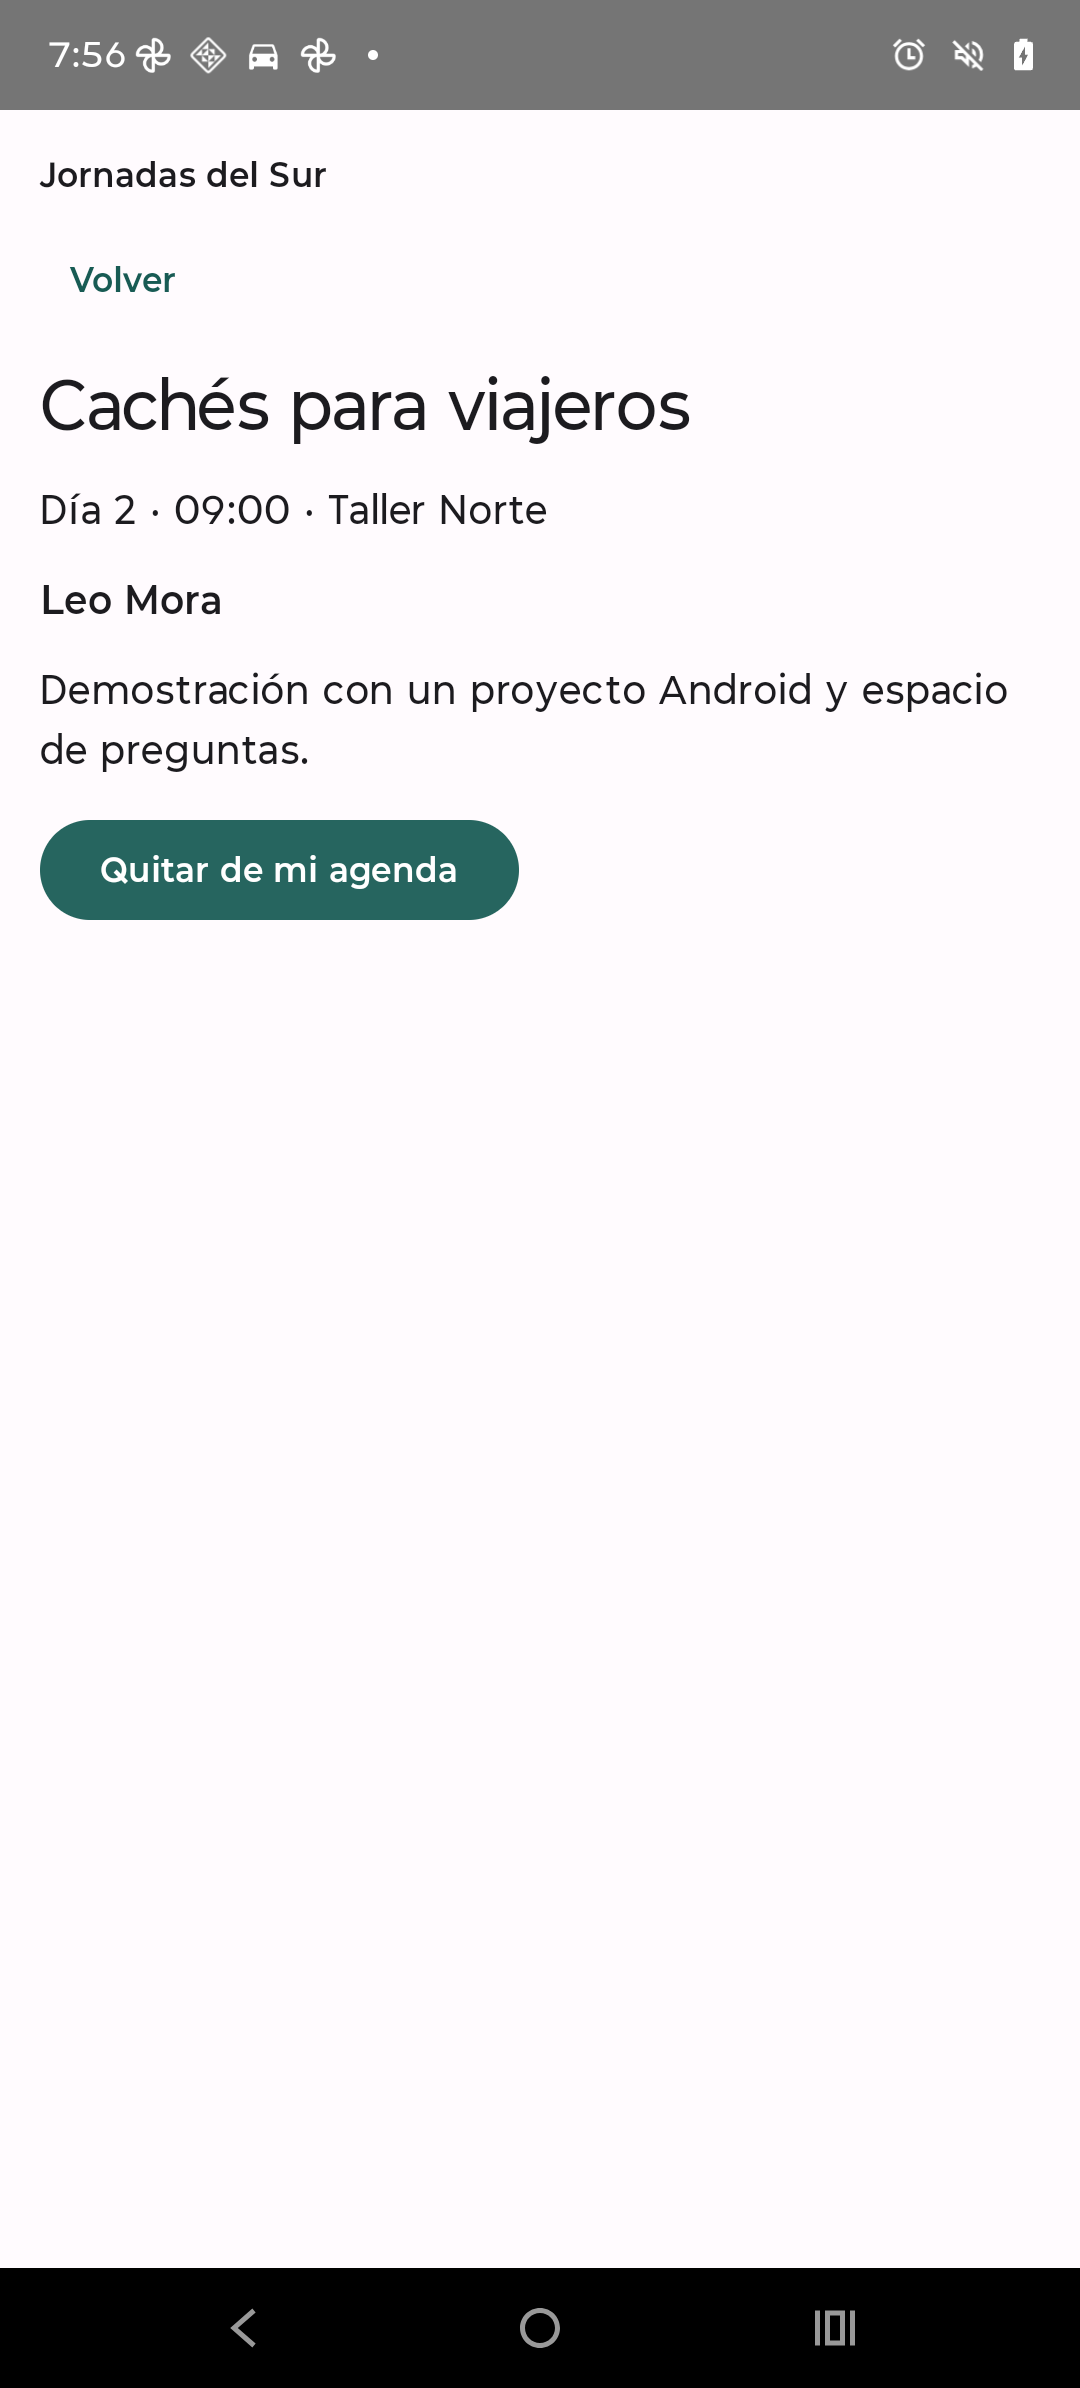 7:56
Jornadas del Sur
Volver
Cachés para viajeros
Día 2 · 09:00 · Taller Norte
Leo Mora
Demostración con un proyecto Android y espacio
de preguntas.
Quitar de mi agenda